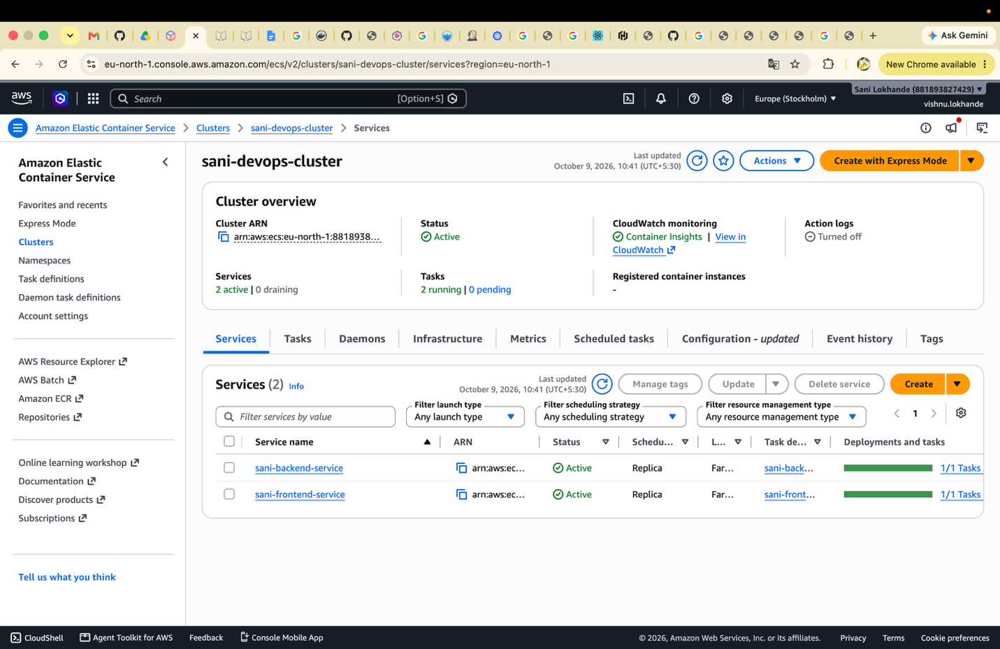 Ask Gemini
eu-north-1.console.aws.amazon.com/ecs/v2/clusters/sani-devops-cluster/services?region=eu-north-1
New Chrome available
aws
Search
[Option+S]
Europe (Stockholm)
Sani Lokhande (881893827429)
vishnu.lokhande
Amazon Elastic Container Service
Clusters
sani-devops-cluster
Services
Amazon Elastic
Container Service
Favorites and recents
Express Mode
Clusters
Namespaces
Task definitions
Daemon task definitions
Account settings
AWS Resource Explorer
AWS Batch
Amazon ECR
Repositories
Online learning workshop
Documentation
Discover products
Subscriptions
Tell us what you think
sani-devops-cluster
Last updated
October 9, 2026, 10:41 (UTC+5:30)
Actions
Create with Express Mode
Cluster overview
Cluster ARN
arn:aws:ecs:eu-north-1:8818938...
Status
Active
CloudWatch monitoring
Container Insights | View in
CloudWatch
Action logs
Turned off
Services
2 active | 0 draining
Tasks
2 running | 0 pending
Registered container instances
-
Services
Tasks
Daemons
Infrastructure
Metrics
Scheduled tasks
Configuration - updated
Event history
Tags
Services (2) Info
Last updated
October 9, 2026, 10:41 (UTC+5:30)
Manage tags
Update
Delete service
Create
Filter services by value
Filter launch type
Any launch type
Filter scheduling strategy
Any scheduling strategy
Filter resource management type
Any resource management type
1
Service name
ARN
Status
Schedu...
L...
Task de...
Deployments and tasks
sani-backend-service
arn:aws:ec...
Active
Replica
Far...
sani-back...
1/1 Tasks
sani-frontend-service
arn:aws:ec...
Active
Replica
Far...
sani-front...
1/1 Tasks
CloudShell
Agent Toolkit for AWS
Feedback
Console Mobile App
© 2026, Amazon Web Services, Inc. or its affiliates.
Privacy
Terms
Cookie preferences